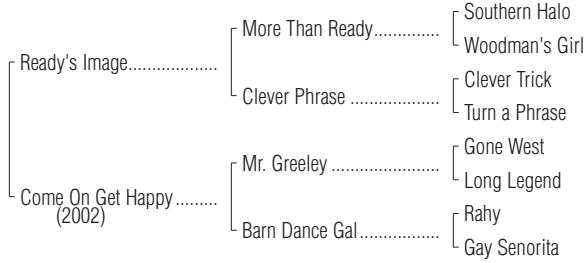 Southern Halo
More Than Ready..............
Woodman's Girl
Ready's Image...................
Clever Trick
Clever Phrase ...................
Turn a Phrase
Gone West
Mr. Greeley .......................
Long Legend
Come On Get Happy.........
(2002)
Rahy
Barn Dance Gal.................
Gay Senorita